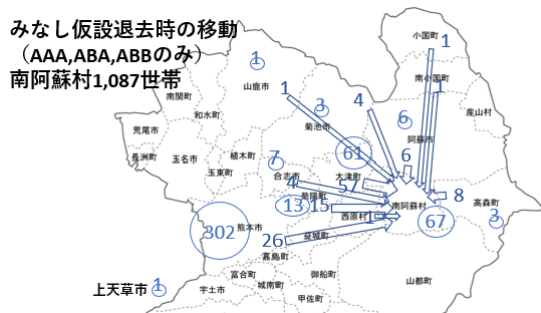 みなし仮設退去時の移動
（AAA,ABA,ABBのみ）
南阿蘇村1,087世帯
小国町
1
南小国町
1
産山村
1
山鹿市
1
3
菊池市
4
6
阿蘇市
南関町
和水町
荒尾市
長洲町
玉名市
玉東町
植木町
7
合志市
61
大津町
6
57
4
菊陽町
13
15
西原村
1
南阿蘇村
8
高森町
3
67
302
熊本市
26
益城町
嘉島町
御船町
山都町
富合町
城南町
甲佐町
宇土市
上天草市
1